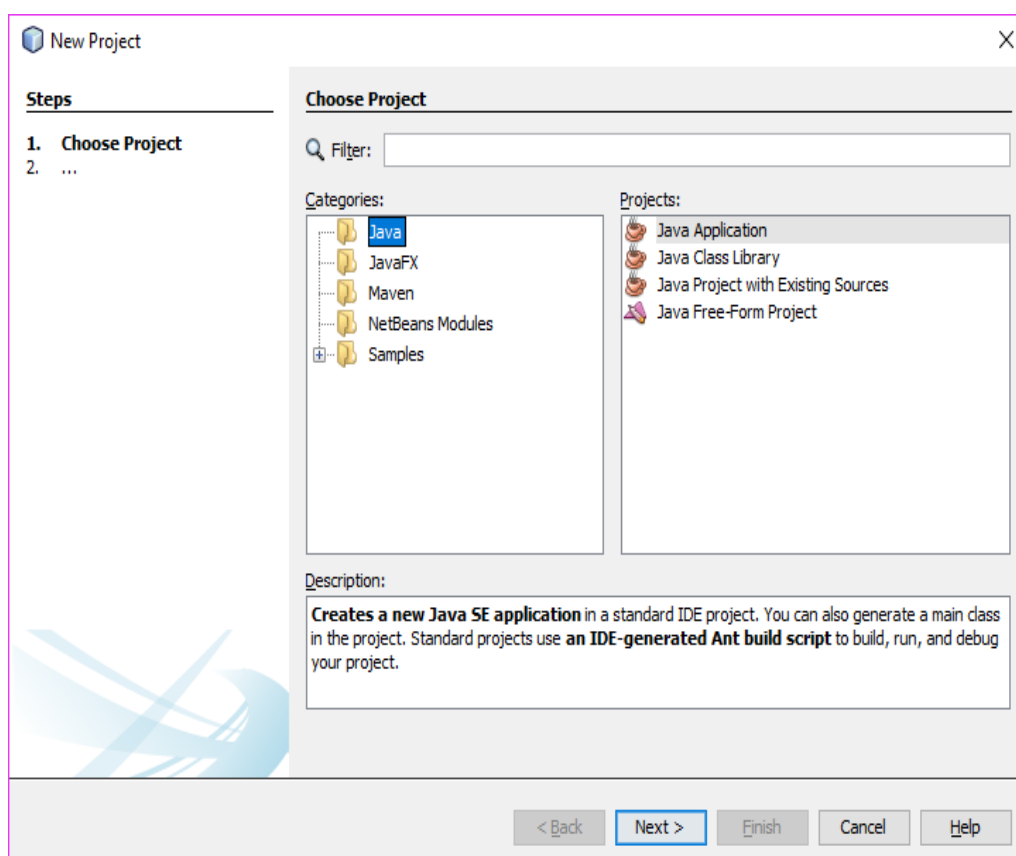 New Project
Steps
1. Choose Project
2. ...
Choose Project
Filter:
Categories:
Java
JavaFX
Maven
NetBeans Modules
Samples
Projects:
Java Application
Java Class Library
Java Project with Existing Sources
Java Free-Form Project
Description:
Creates a new Java SE application in a standard IDE project. You can also generate a main class
in the project. Standard projects use an IDE-generated Ant build script to build, run, and debug
your project.
< Back Next > Finish Cancel Help